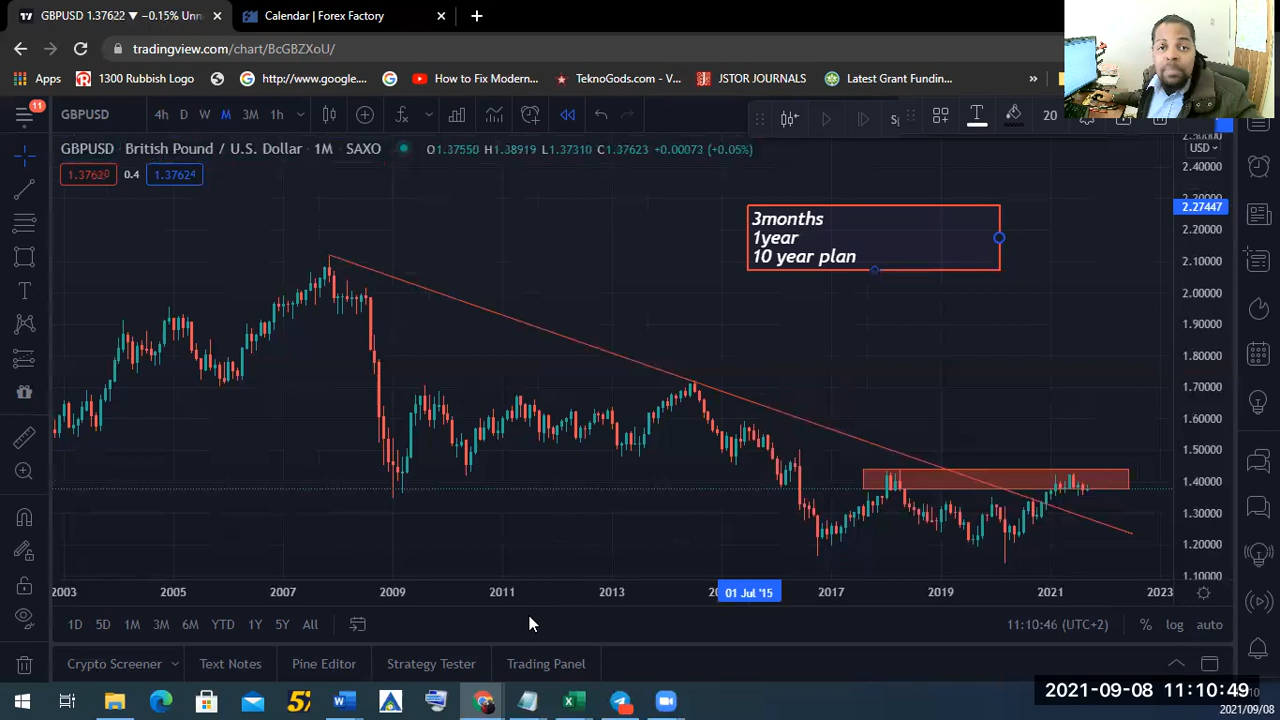 GBPUSD 1.37622 ▼ −0.15% Unn
Calendar | Forex Factory
tradingview.com/chart/BcGBZXoU/
Apps
1300 Rubbish Logo
http://www.google...
How to Fix Modern...
TeknoGods.com - V...
JSTOR JOURNALS
Latest Grant Fundin...
»
11
GBPUSD
4h D W M 3M 1h
20
GBPUSD British Pound / U.S. Dollar · 1M · SAXO
O1.37550 H1.38919 L1.37310 C1.37623 +0.00073 (+0.05%)
USD
1.37620 0.4 1.37624
3months
1year
10 year plan
2.40000
2.27447
2.20000
2.10000
2.00000
1.90000
1.80000
1.70000
1.60000
1.50000
1.40000
1.30000
1.20000
1.10000
2003 2005 2007 2009 2011 2013 01 Jul '15 2017 2019 2021 2023
1D 5D 1M 3M 6M YTD 1Y 5Y All
11:10:46 (UTC+2) % log auto
Crypto Screener Text Notes Pine Editor Strategy Tester Trading Panel
2021-09-08 11:10:49
2021/09/08